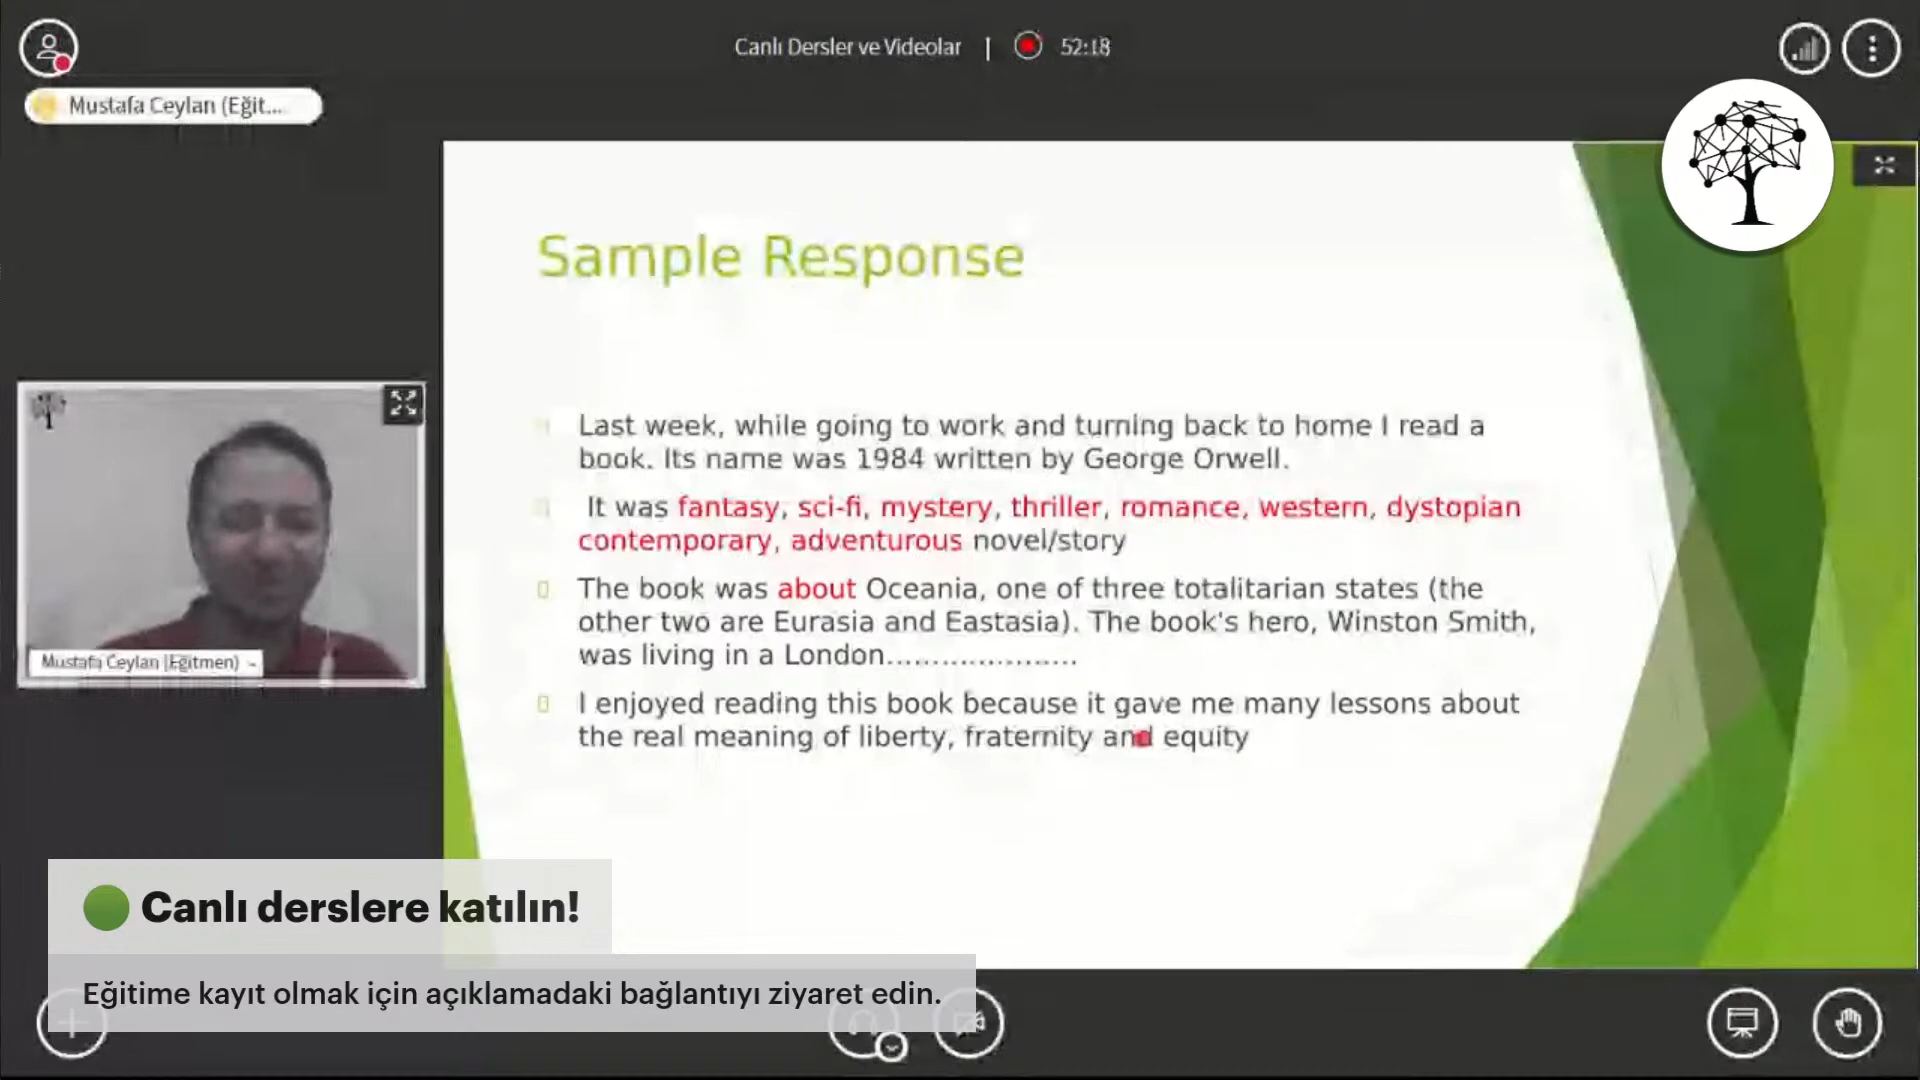 Canlı Dersler ve Videolar | 52:18
Mustafa Ceylan (Eğit...
Sample Response
Last week, while going to work and turning back to home I read a
book. Its name was 1984 written by George Orwell.
It was fantasy, sci-fi, mystery, thriller, romance, western, dystopian
contemporary, adventurous novel/story
The book was about Oceania, one of three totalitarian states (the
other two are Eurasia and Eastasia). The book's hero, Winston Smith,
was living in a London.....................
I enjoyed reading this book because it gave me many lessons about
the real meaning of liberty, fraternity and equity
Mustafa Ceylan (Eğitmen)
Canlı derslere katılın!
Eğitime kayıt olmak için açıklamadaki bağlantıyı ziyaret edin.